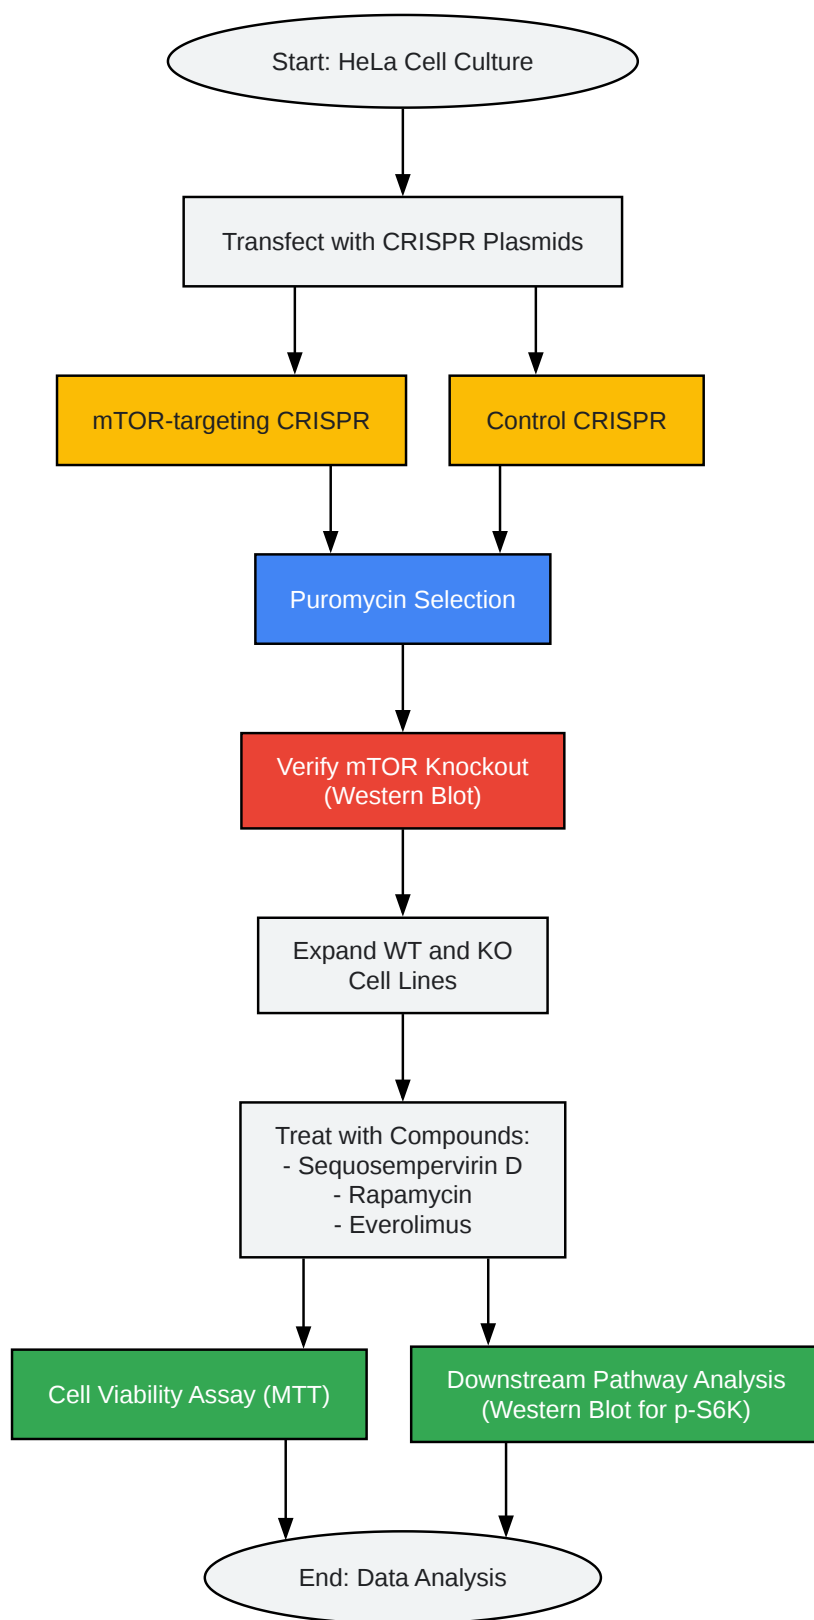 Start: HeLa Cell Culture
Transfect with CRISPR Plasmids
mTOR-targeting CRISPR
Control CRISPR
Puromycin Selection
Verify mTOR Knockout
(Western Blot)
Expand WT and KO
Cell Lines
Treat with Compounds:
- Sequosempervirin D
- Rapamycin
- Everolimus
Cell Viability Assay (MTT)
Downstream Pathway Analysis
(Western Blot for p-S6K)
End: Data Analysis